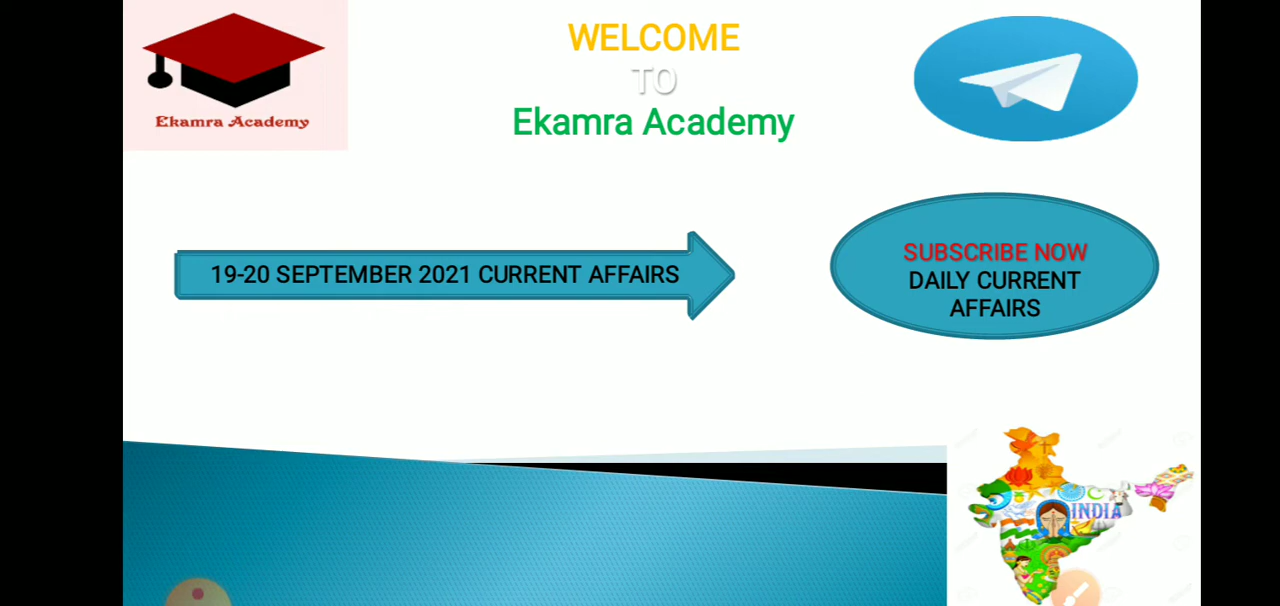 Ekamra Academy
WELCOME
TO
Ekamra Academy
19-20 SEPTEMBER 2021 CURRENT AFFAIRS
SUBSCRIBE NOW
DAILY CURRENT
AFFAIRS
INDIA